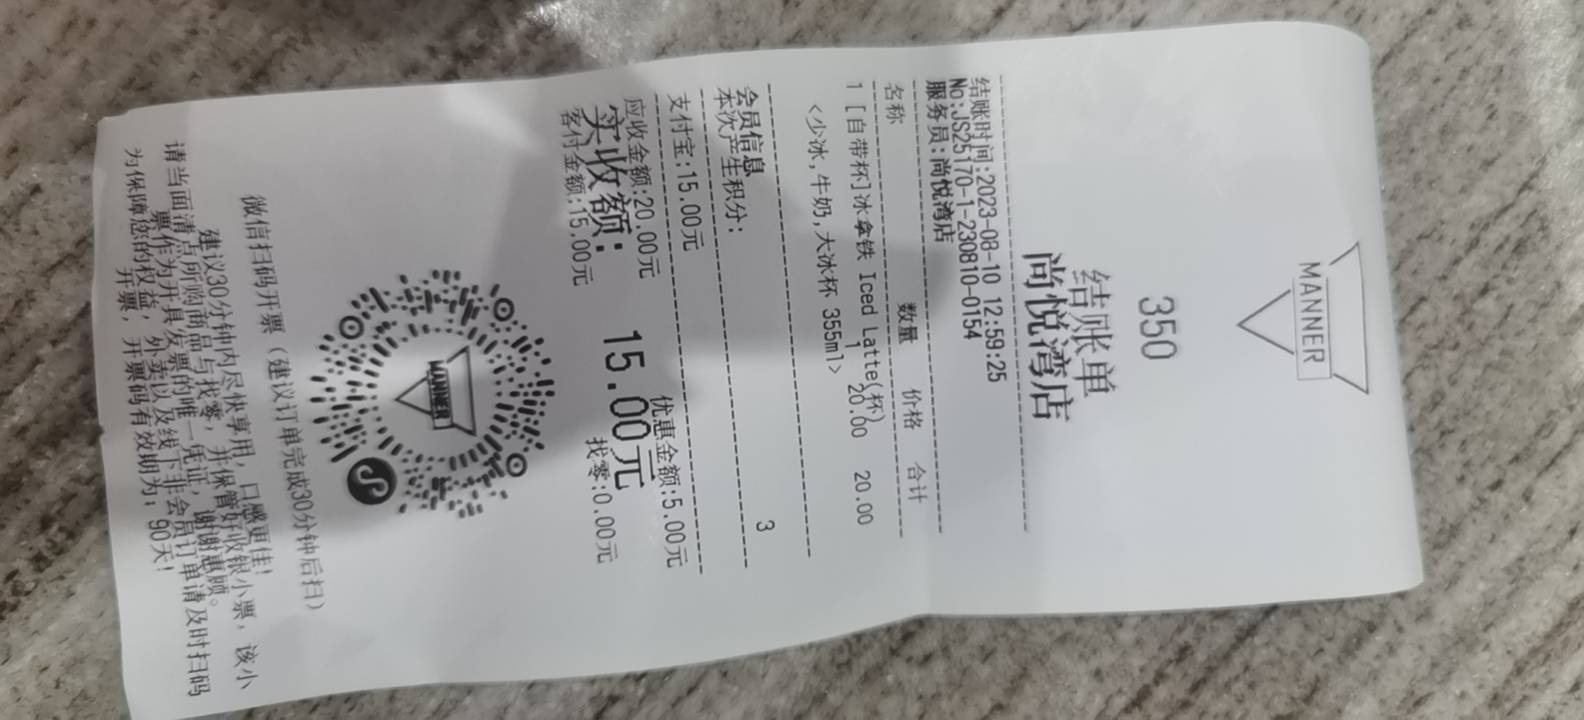 MANNER
350
结账单
尚悦湾店
结账时间:2023-08-10 12:59:25
No:JS25170-1-230810-0154
服务员:尚悦湾店
名称 数量 价格 合计
1 [自带杯]冰拿铁 Iced Latte(杯)
1 20.00 20.00
<少冰,牛奶,大冰杯 355ml>
会员信息
本次产生积分: 3
支付宝:15.00元
应收金额:20.00元 优惠金额:5.00元
实收额: 15.00元
客付金额:15.00元 找零:0.00元
MANNER
微信扫码开票(建议订单完成30分钟后扫)
建议30分钟内尽快享用,口感更佳!
请当面清点所购商品与找零,并保管好收银小票,该小
票作为开具发票的唯一凭证,谢谢惠顾。
为保障您的权益,外卖以及线下非会员订单请及时扫码
开票,开票码有效期为:90天!